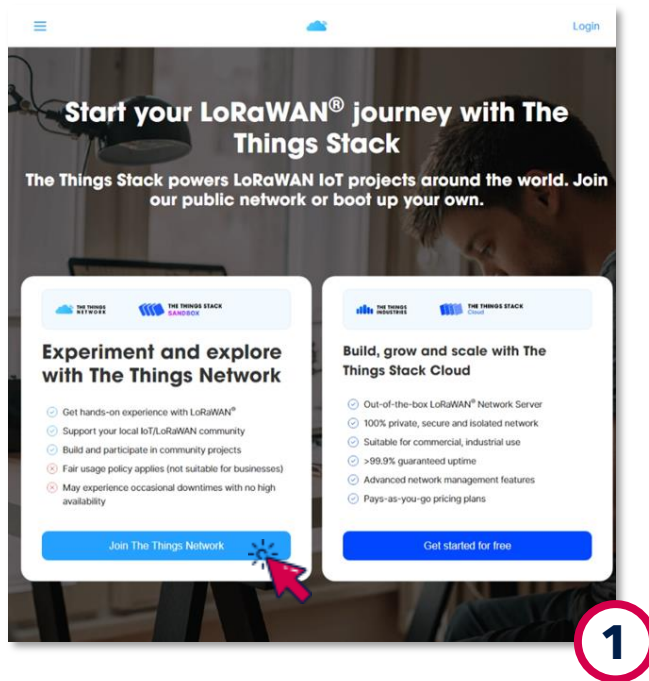 Login
Start your LoRaWAN® journey with The
Things Stack
The Things Stack powers LoRaWAN IoT projects around the world. Join
our public network or boot up your own.
THE THINGS
NETWORK
THE THINGS STACK
SANDBOX
Experiment and explore
with The Things Network
Get hands-on experience with LoRaWAN®
Support your local IoT/LoRaWAN community
Build and participate in community projects
Fair usage policy applies (not suitable for businesses)
May experience occasional downtimes with no high
availability
Join The Things Network
THE THINGS
INDUSTRIES
THE THINGS STACK
Cloud
Build, grow and scale with The
Things Stack Cloud
Out-of-the-box LoRaWAN® Network Server
100% private, secure and isolated network
Suitable for commercial, industrial use
>99.9% guaranteed uptime
Advanced network management features
Pays-as-you-go pricing plans
Get started for free
1